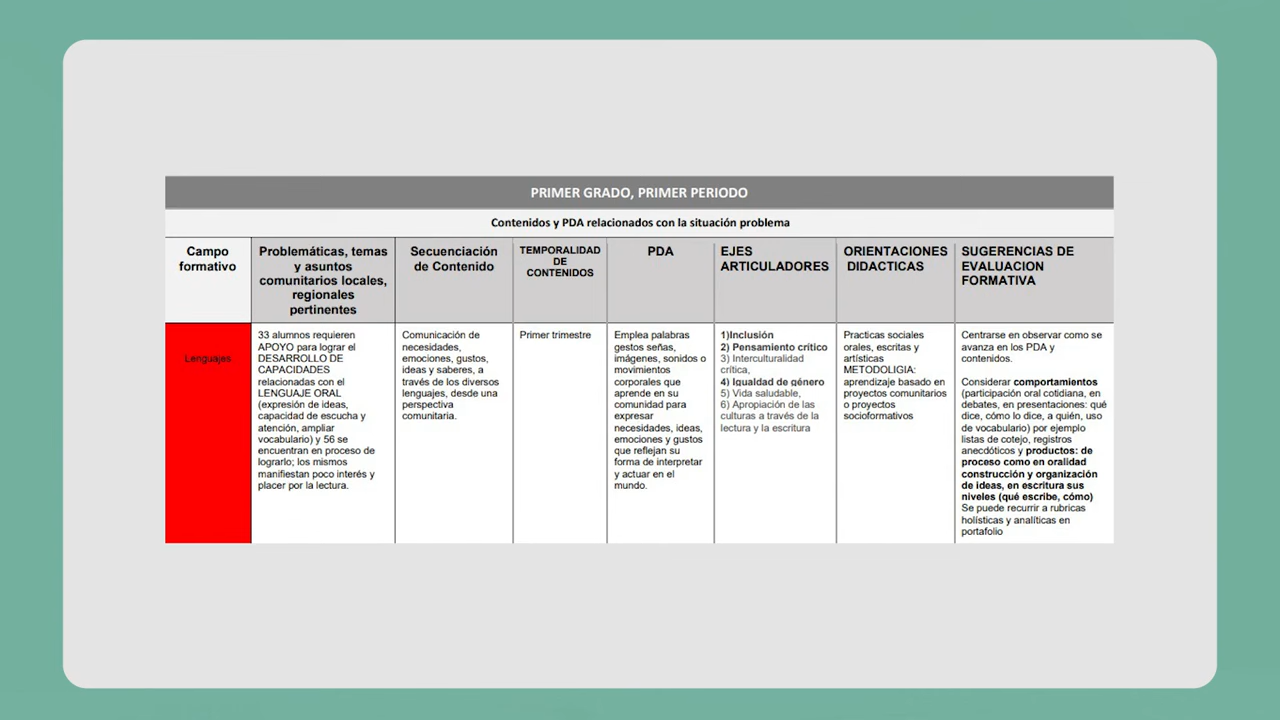 PRIMER GRADO, PRIMER PERIODO
Contenidos y PDA relacionados con la situación problema
Campo
formativo
Problemáticas, temas
y asuntos
comunitarios locales,
regionales
pertinentes
Secuenciación
de Contenido
TEMPORALIDAD
DE
CONTENIDOS
PDA
EJES
ARTICULADORES
ORIENTACIONES
DIDACTICAS
SUGERENCIAS DE
EVALUACION
FORMATIVA
Lenguajes
33 alumnos requieren
APOYO para lograr el
DESARROLLO DE
CAPACIDADES
relacionadas con el
LENGUAJE ORAL
(expresión de ideas,
capacidad de escucha y
atención, ampliar
vocabulario) y 56 se
encuentran en proceso de
lograrlo; los mismos
manifiestan poco interés y
placer por la lectura.
Comunicación de
necesidades,
emociones, gustos,
ideas y saberes, a
través de los diversos
lenguajes, desde una
perspectiva
comunitaria.
Primer trimestre
Emplea palabras
gestos señas,
imágenes, sonidos o
movimientos
corporales que
aprende en su
comunidad para
expresar
necesidades, ideas,
emociones y gustos
que reflejan su
forma de interpretar
y actuar en el
mundo.
1)Inclusión
2) Pensamiento crítico
3) Interculturalidad
crítica,
4) Igualdad de género
5) Vida saludable,
6) Apropiación de las
culturas a través de la
lectura y la escritura
Practicas sociales
orales, escritas y
artísticas
METODOLIGIA:
aprendizaje basado en
proyectos comunitarios
o proyectos
socioformativos
Centrarse en observar como se
avanza en los PDA y
contenidos.
Considerar comportamientos
(participación oral cotidiana, en
debates, en presentaciones: qué
dice, cómo lo dice, a quién, uso
de vocabulario) por ejemplo
listas de cotejo, registros
anecdóticos y productos: de
proceso como en oralidad
construcción y organización
de ideas, en escritura sus
niveles (qué escribe, cómo)
Se puede recurrir a rubricas
holísticas y analíticas en
portafolio